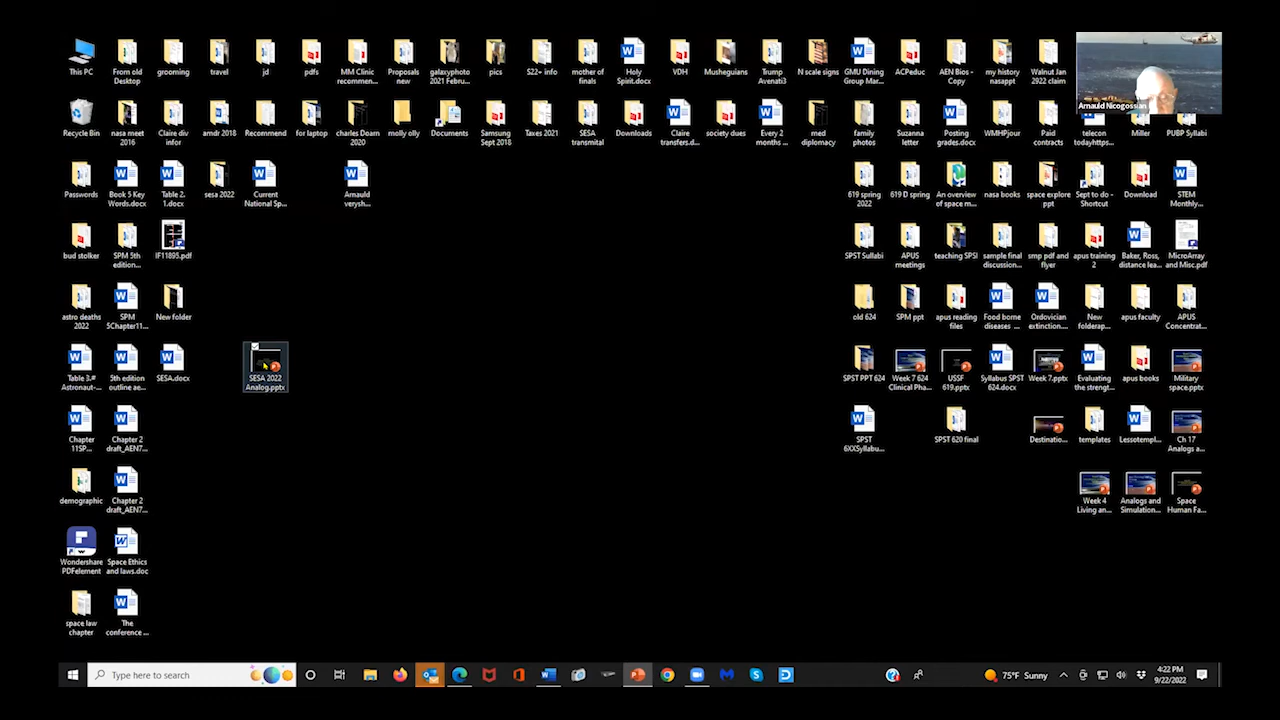 This PC
From old
Desktop
grooming
travel
jd
pdfs
MM Clinic
recommen...
Proposals
new
galaxyphoto
2021 Febru...
pics
S22+ info
mother of
finals
Holy
Spirit.docx
VDH
Musheguians
Trump
Avenati3
N scale signs
GMU Dining
Group Mar...
ACPeduc
AEN Bios -
Copy
my history
nasappt
Walnut Jan
2922 claim
Arnauld Nicogossian
Recycle Bin
nasa meet
2016
Claire div
infor
amdr 2018
Recommend
for laptop
charles Doarn
2020
molly olly
Documents
Samsung
Sept 2018
Taxes 2021
SESA
transmital
Downloads
Claire
transfers.d...
society dues
Every 2
months ...
med
diplomacy
family
photos
Suzanna
letter
Posting
grades.docx
WMHPjour
Paid
contracts
telecon
todayhttps...
Miller
PUBP Syllabi
Passwords
Book 5 Key
Words.docx
Table 2.
1.docx
sesa 2022
Current
National Sp...
Arnauld
verysh...
619 spring
2022
619 D spring
An overview
of space m...
nasa books
space explore
ppt
Sept to do -
Shortcut
Download
STEM
Monthly...
bud stolker
SPM 5th
edition...
IF11895.pdf
SPST Sullabi
APUS
meetings
teaching SPSI
sample final
discussion...
smp pdf and
flyer
apus training
2
Baker, Ross,
distance lea...
MicroArray
and Misc.pdf
astro deaths
2022
SPM
5Chapter11...
New folder
old 624
SPM ppt
apus reading
files
Food borne
diseases ...
Ordovician
extinction...
New
folderap...
apus faculty
APUS
Concentrat...
Table 3.#
Astronaut-...
5th edition
outline ae...
SESA.docx
SESA 2022
Analog.pptx
SPST PPT 624
Week 7 624
Clinical Pha...
USSF
619.pptx
Syllabus SPST
624.docx
Week 7.pptx
Evaluating
the strengt...
apus books
Military
space.pptx
Chapter
11SP...
Chapter 2
draft_AEN7...
SPST
6XXSyllabu...
SPST 620 final
Destinatio...
templates
Lessotempl...
Ch 17
Analogs a...
demographic
Chapter 2
draft_AEN7...
Week 4
Living an...
Analogs and
Simulation...
Space
Human Fa...
Wondershare
PDFelement
Space Ethics
and laws.doc
space law
chapter
The
conference ...
Type here to search
75°F Sunny
4:22 PM
9/22/2022